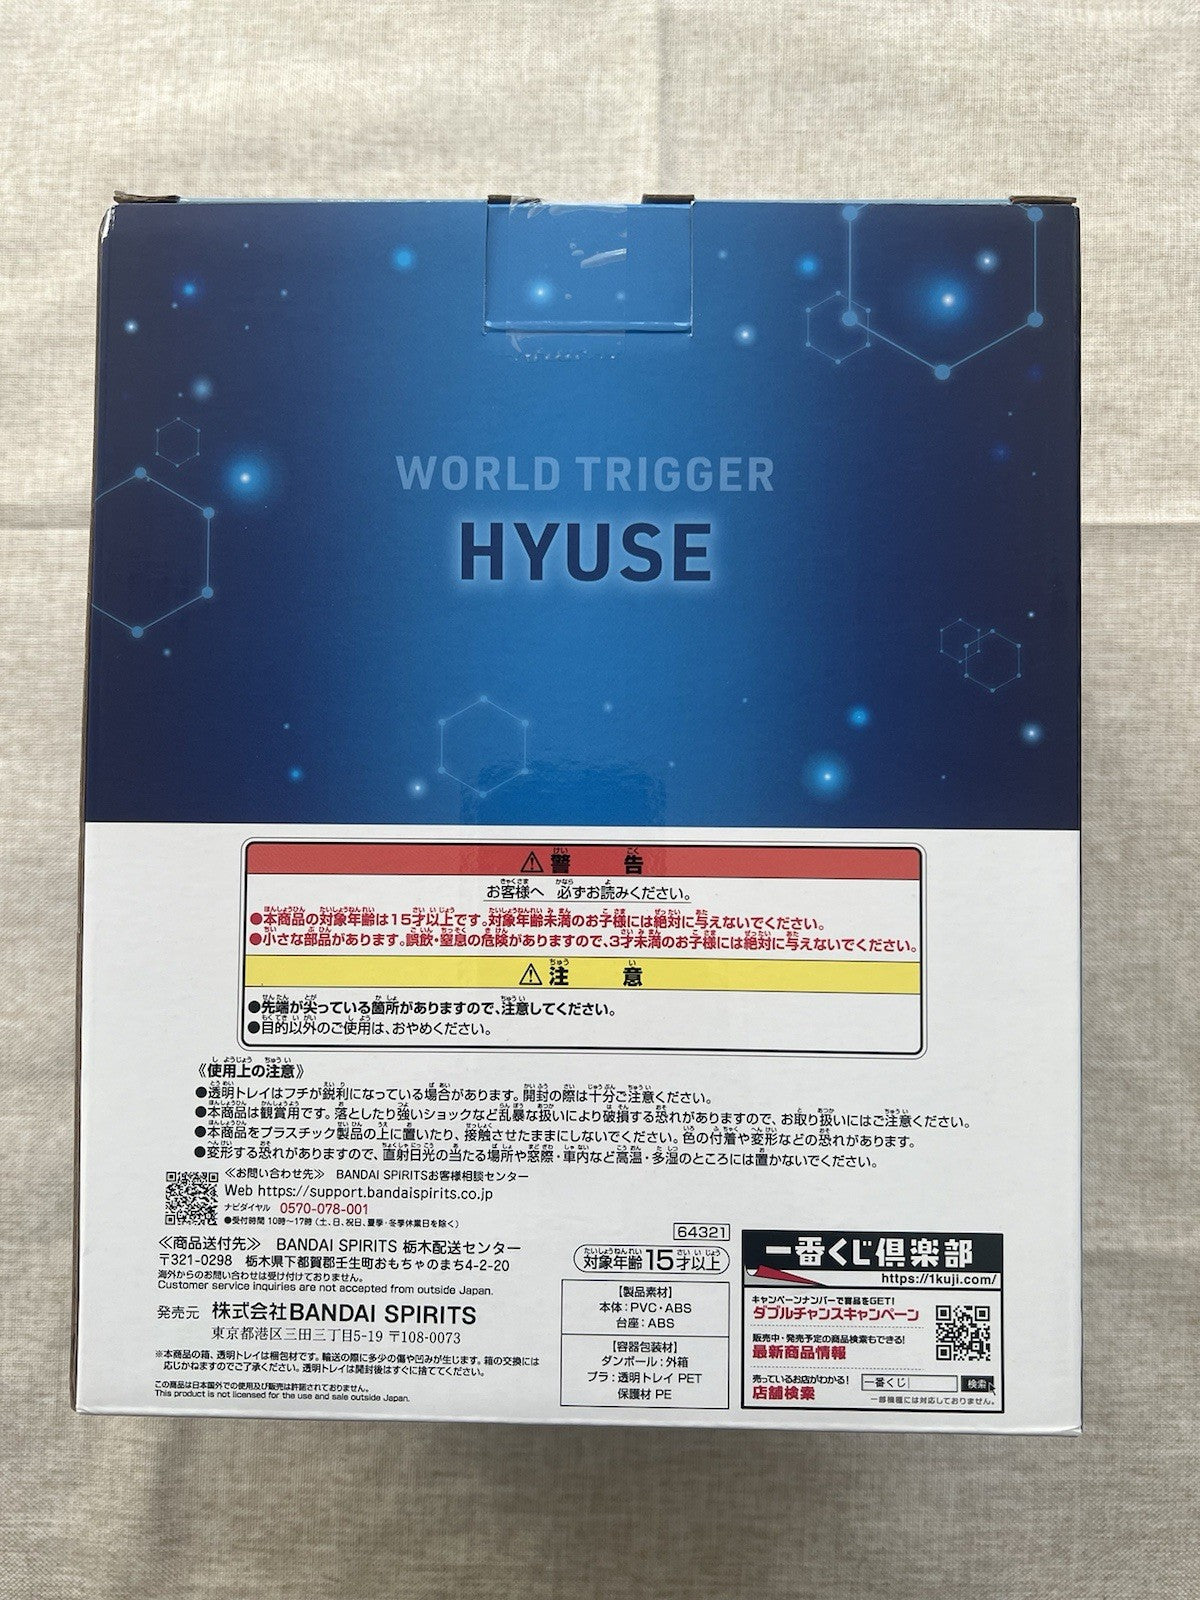 WORLD TRIGGER
HYUSE
⚠警告
お客様へ 必ずお読みください。
●本商品の対象年齢は15才以上です。対象年齢未満のお子様には絶対に与えないでください。
●小さな部品があります。誤飲・窒息の危険がありますので、3才未満のお子様には絶対に与えないでください。
⚠注意
●先端が尖っている箇所がありますので、注意してください。
●目的以外のご使用は、おやめください。
《使用上の注意》
●透明トレイはフチが鋭利になっている場合があります。開封の際は十分ご注意ください。
●本商品は観賞用です。落としたり強いショックなど乱暴な扱いにより破損する恐れがありますので、お取り扱いにはご注意ください。
●本商品をプラスチック製品の上に置いたり、接触させたままにしないでください。色の付着や変形などの恐れがあります。
●変形する恐れがありますので、直射日光の当たる場所や窓際・車内など高温・多湿のところには置かないでください。
≪お問い合わせ先≫ BANDAI SPIRITSお客様相談センター
Web https://support.bandaispirits.co.jp
ナビダイヤル 0570-078-001
●受付時間 10時～17時(土、日、祝日、夏季・冬季休業日を除く)
≪商品送付先≫ BANDAI SPIRITS 栃木配送センター
〒321-0298 栃木県下都賀郡壬生町おもちゃのまち4-2-20
海外からのお問い合わせは受け付けておりません。
Customer service inquiries are not accepted from outside Japan.
発売元 株式会社BANDAI SPIRITS
東京都港区三田三丁目5-19 〒108-0073
※本商品の箱、透明トレイは梱包材です。輸送の際に多少の傷や凹みが生じます。箱の交換には
応じかねますのでご了承ください。透明トレイは開封後はすぐに捨ててください。
この商品は日本国外での使用及び販売は許諾されておりません。
This product is not licensed for the use and sale outside Japan.
64321
対象年齢15才以上
【製品素材】
本体:PVC・ABS
台座:ABS
【容器包装材】
ダンボール:外箱
プラ:透明トレイ PET
保護材 PE
一番くじ倶楽部
https://1kuji.com/
キャンペーンナンバーで賞品をGET!
ダブルチャンスキャンペーン
販売中・発売予定の商品検索もできる!
最新商品情報
売っているお店がわかる!
店舗検索
一番くじ 検索
一部機種には対応しておりません。